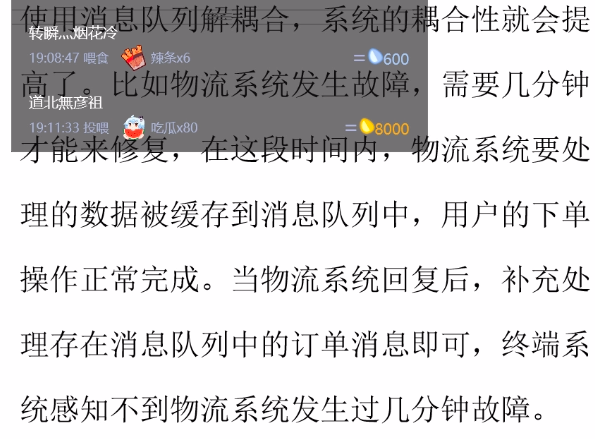 使用消息队列解耦合，系统的耦合性就会提
转瞬灬烟花冷
19:08:47 喂食 辣条x6 =600
高了。比如物流系统发生故障，需要几分钟
道北無彦祖
19:11:33 投喂 吃瓜x80 =8000
才能来修复，在这段时间内，物流系统要处
理的数据被缓存到消息队列中，用户的下单
操作正常完成。当物流系统回复后，补充处
理存在消息队列中的订单消息即可，终端系
统感知不到物流系统发生过几分钟故障。